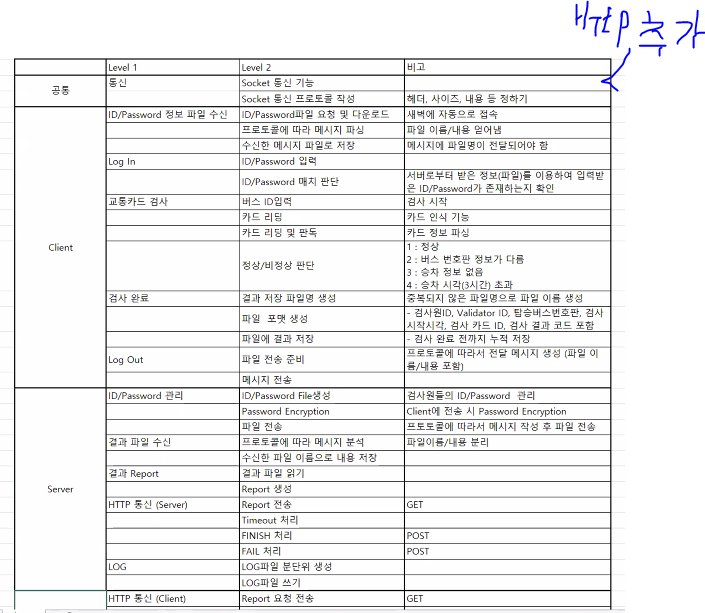 HTTP 추가
Level 1 Level 2 비고
공통 통신 Socket 통신 기능
Socket 통신 프로토콜 작성 헤더, 사이즈, 내용 등 정하기
Client ID/Password 정보 파일 수신 ID/Password파일 요청 및 다운로드 새벽에 자동으로 접속
프로토콜에 따라 메시지 파싱 파일 이름/내용 얻어냄
수신한 메시지 파일로 저장 메시지에 파일명이 전달되어야 함
Log In ID/Password 입력
ID/Password 매치 판단 서버로부터 받은 정보(파일)를 이용하여 입력받
은 ID/Password가 존재하는지 확인
교통카드 검사 버스 ID입력 검사 시작
카드 리딩 카드 인식 기능
카드 리딩 및 판독 카드 정보 파싱
정상/비정상 판단 1 : 정상
2 : 버스 번호판 정보가 다름
3 : 승차 정보 없음
4 : 승차 시각(3시간) 초과
검사 완료 결과 저장 파일명 생성 중복되지 않은 파일명으로 파일 이름 생성
파일 포맷 생성 - 검사원ID, Validator ID, 탑승버스번호판, 검사
시작시각, 검사 카드 ID, 검사 결과 코드 포함
파일에 결과 저장 - 검사 완료 전까지 누적 저장
Log Out 파일 전송 준비 프로토콜에 따라서 전달 메시지 생성 (파일 이
름/내용 포함)
메시지 전송
Server ID/Password 관리 ID/Password File생성 검사원들의 ID/Password 관리
Password Encryption Client에 전송 시 Password Encryption
파일 전송 프토토콜에 따라서 메시지 작성 후 파일 전송
결과 파일 수신 프로토콜에 따라 메시지 분석 파일이름/내용 분리
수신한 파일 이름으로 내용 저장
결과 Report 결과 파일 읽기
Report 생성
HTTP 통신 (Server) Report 전송 GET
Timeout 처리
FINISH 처리 POST
FAIL 처리 POST
LOG LOG파일 분단위 생성
LOG파일 쓰기
HTTP 통신 (Client) Report 요청 전송 GET